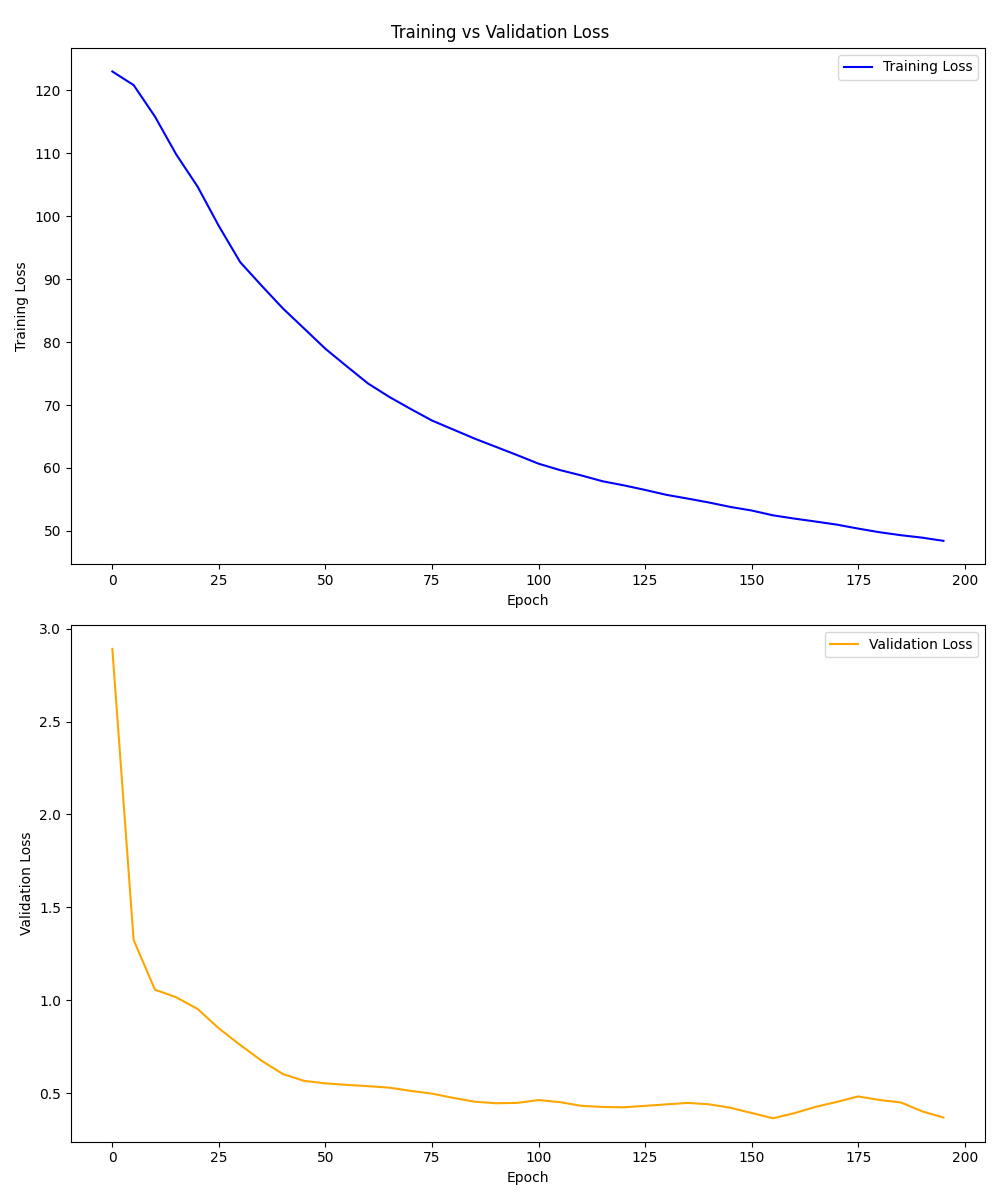 Training vs Validation Loss
Training Loss
120
110
100
90
80
70
60
50
Training Loss
0 25 50 75 100 125 150 175 200
Epoch
Validation Loss
3.0
2.5
2.0
1.5
1.0
0.5
Validation Loss
0 25 50 75 100 125 150 175 200
Epoch